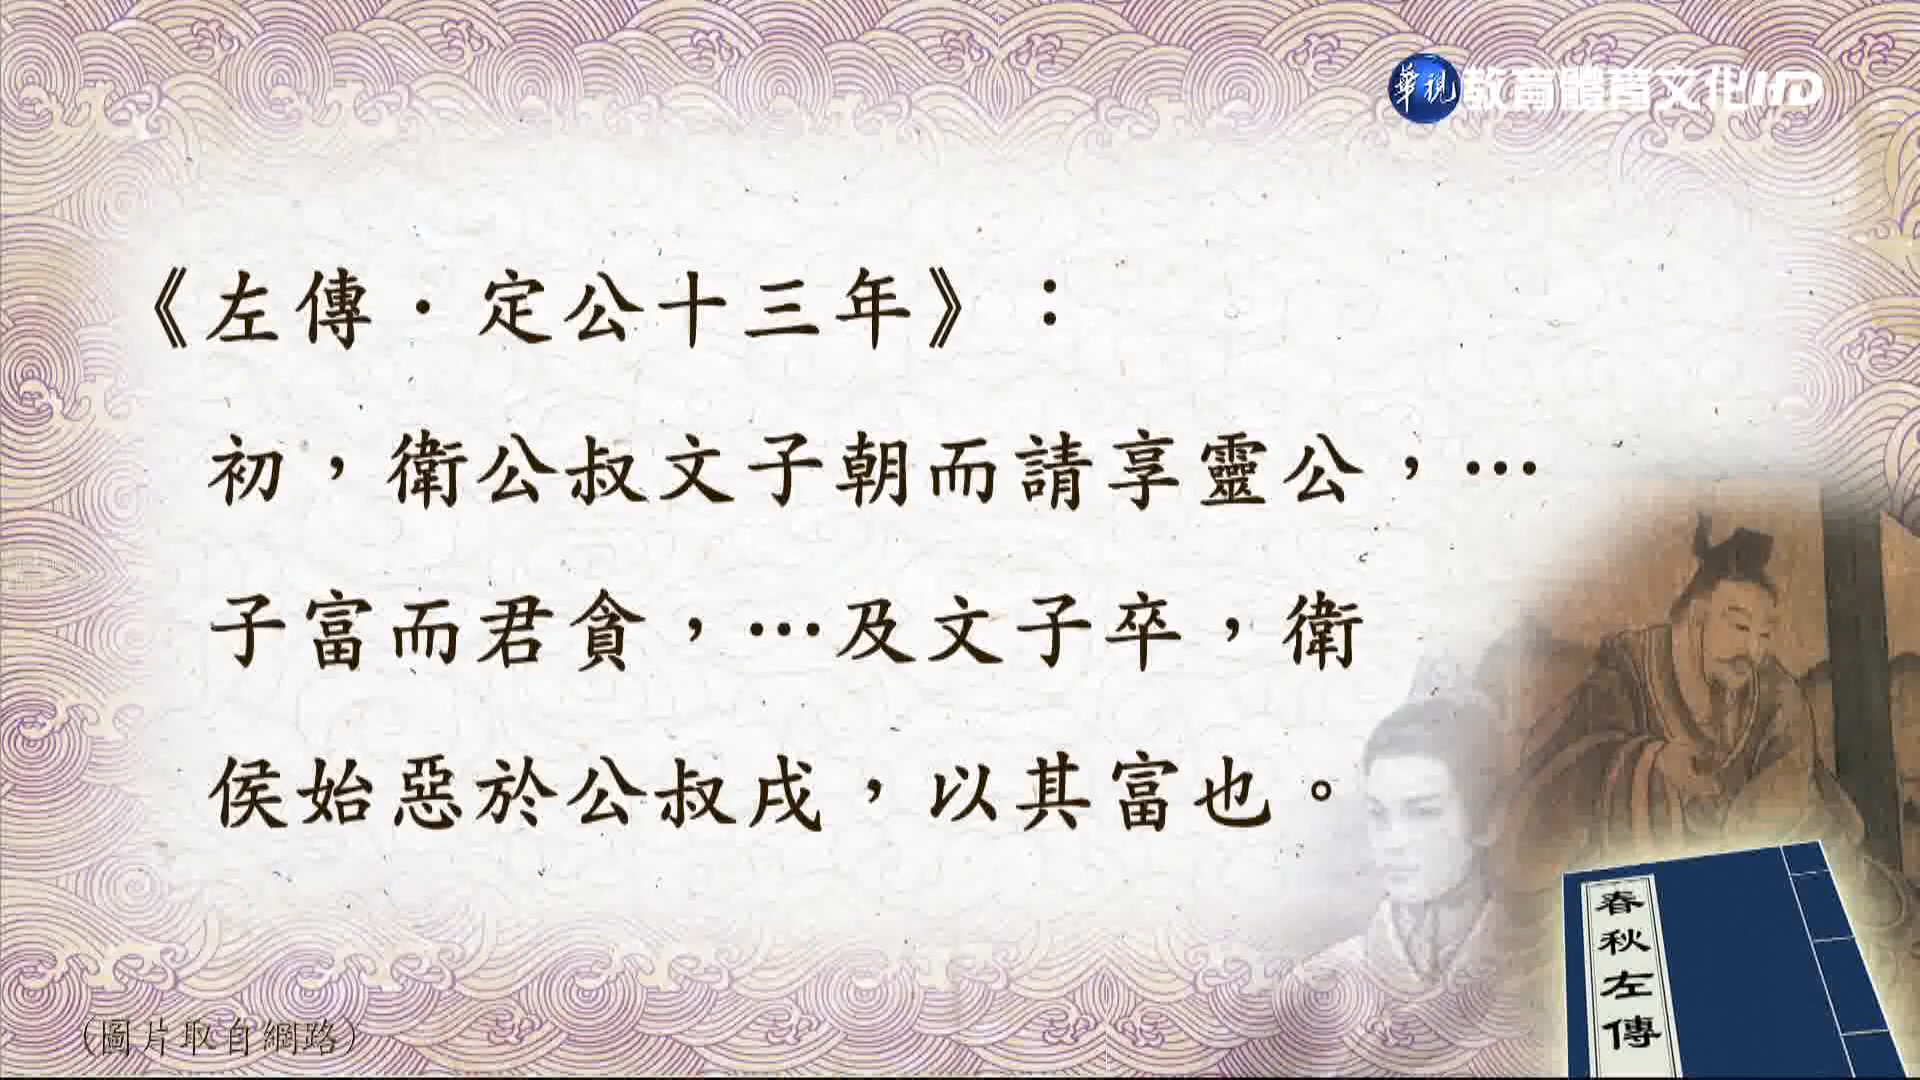 華視 教育體育文化HD
《左傳．定公十三年》：
初，衛公叔文子朝而請享靈公，…
子富而君貪，…及文子卒，衛
侯始惡於公叔戌，以其富也。
春秋左傳
(圖片取自網路)